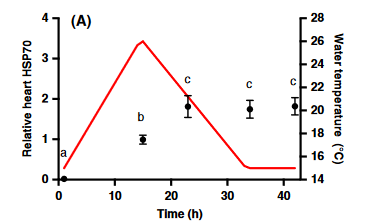 (A)
Relative heart HSP70
4
3
2
1
0
28
26
24
22
20
18
16
14
Water temperature (°C)
a
b
c
c
c
0
10
20
30
40
Time (h)